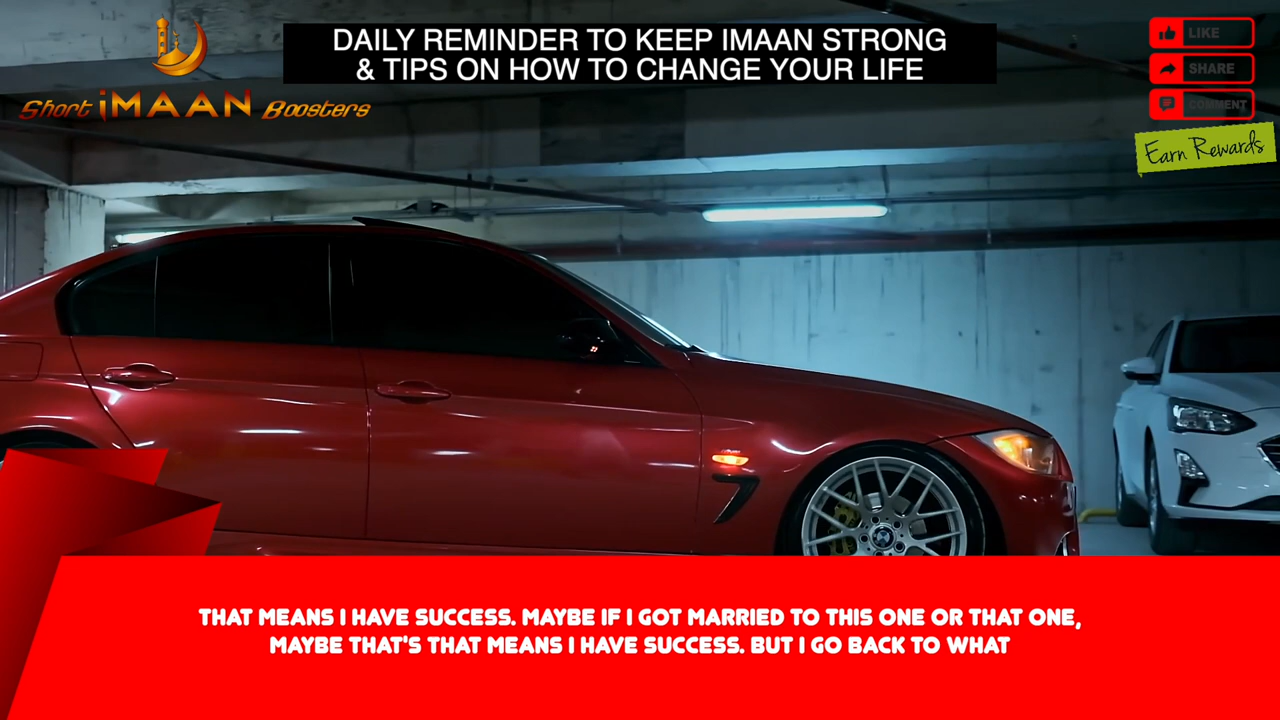 DAILY REMINDER TO KEEP IMAAN STRONG
& TIPS ON HOW TO CHANGE YOUR LIFE
Short iMAAN Boosters
LIKE
SHARE
COMMENT
Earn Rewards
THAT MEANS I HAVE SUCCESS. MAYBE IF I GOT MARRIED TO THIS ONE OR THAT ONE,
MAYBE THAT'S THAT MEANS I HAVE SUCCESS. BUT I GO BACK TO WHAT